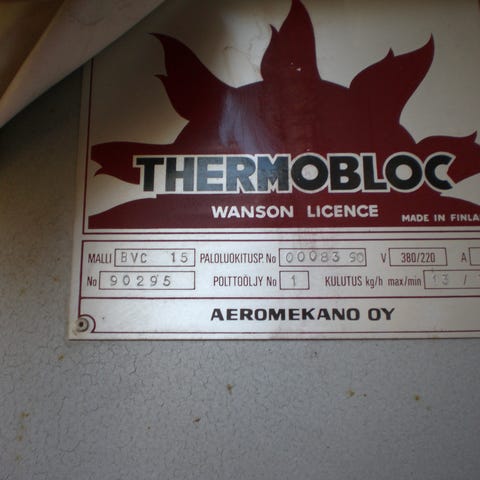 THERMOBLOC
WANSON LICENCE
MADE IN FINLA
MALLI BVC 15 PALOLUOKITUSP. No 00083 90 V 380/220 A
No 90295 POLTTOÖLJY No 1 KULUTUS kg/h max/min 13 /
AEROMEKANO OY